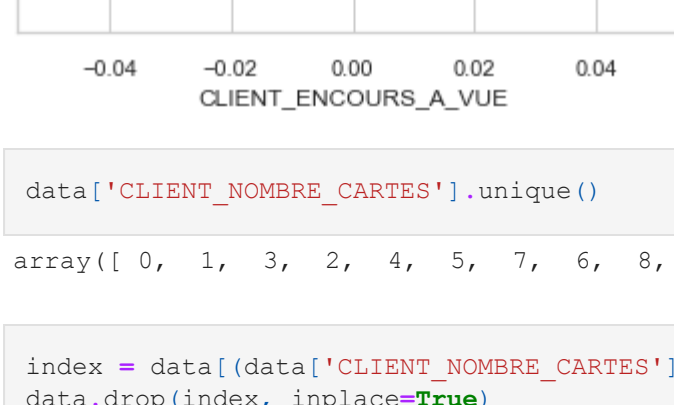 −0.04 −0.02 0.00 0.02 0.04
CLIENT_ENCOURS_A_VUE
data['CLIENT_NOMBRE_CARTES'].unique()
array([ 0, 1, 3, 2, 4, 5, 7, 6, 8,
index = data[(data['CLIENT_NOMBRE_CARTES']
data.drop(index, inplace=True)